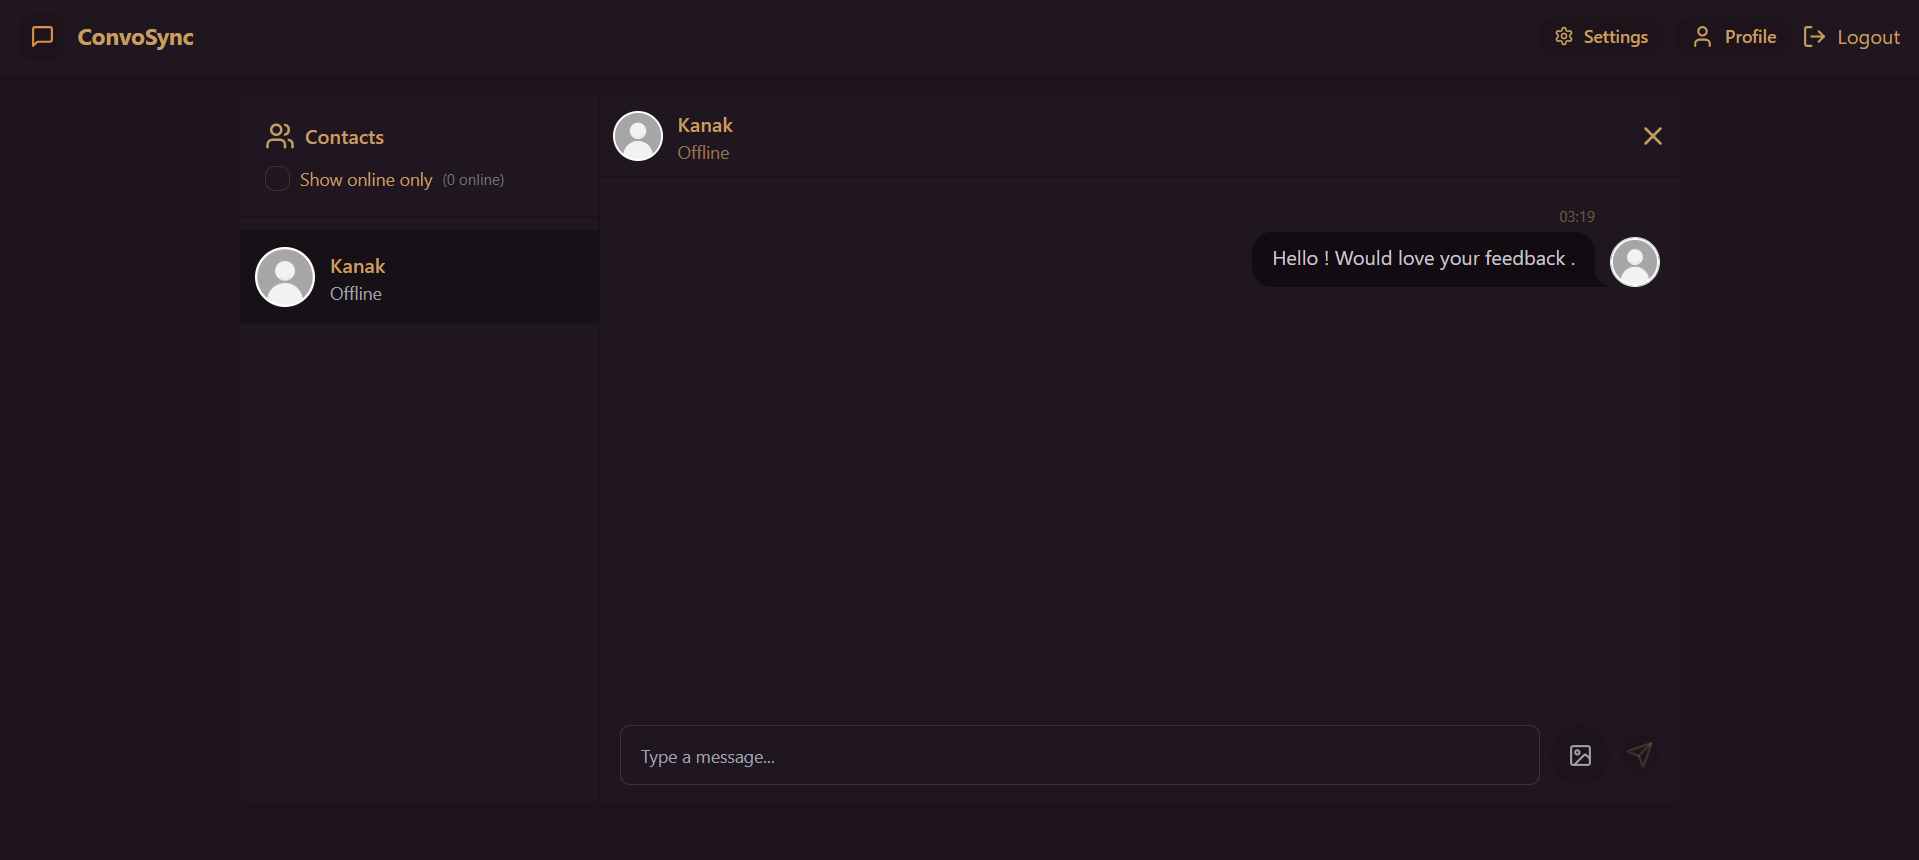 ConvoSync
Settings
Profile
Logout
Contacts
Show online only (0 online)
Kanak
Offline
Kanak
Offline
03:19
Hello ! Would love your feedback .
Type a message...